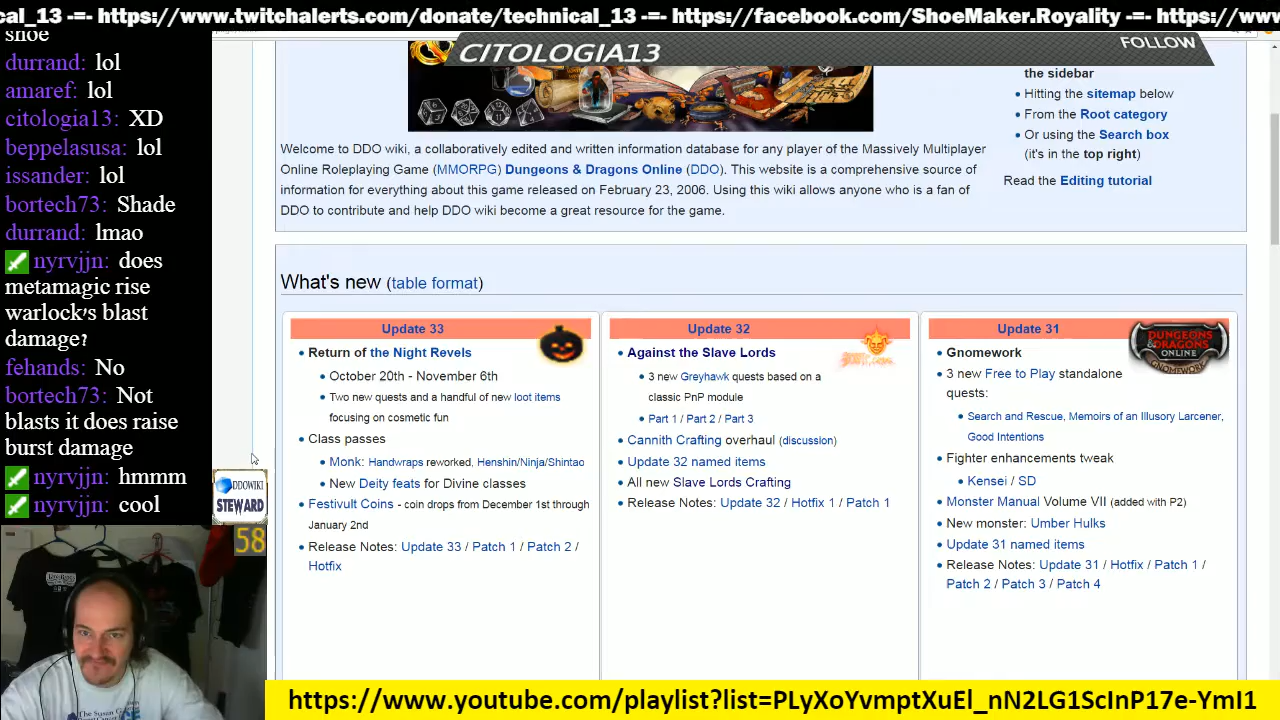 cal_13 -=- https://www.twitchalerts.com/donate/technical_13 -=- https://facebook.com/ShoeMaker.Royality -=- https://www
CITOLOGIA13
FOLLOW
shoe
durrand: lol
amaref: lol
citologia13: XD
beppelasusa: lol
issander: lol
bortech73: Shade
durrand: lmao
nyrvjjn: does
metamagic rise
warlock's blast
damage?
fehands: No
bortech73: Not
blasts it does raise
burst damage
nyrvjjn: hmmm
nyrvjjn: cool
DDOWIKI
STEWARD
58
the sidebar
Hitting the sitemap below
From the Root category
Or using the Search box
(it's in the top right)
Read the Editing tutorial
Welcome to DDO wiki, a collaboratively edited and written information database for any player of the Massively Multiplayer
Online Roleplaying Game (MMORPG) Dungeons & Dragons Online (DDO). This website is a comprehensive source of
information for everything about this game released on February 23, 2006. Using this wiki allows anyone who is a fan of
DDO to contribute and help DDO wiki become a great resource for the game.
What's new (table format)
Update 33
Return of the Night Revels
October 20th - November 6th
Two new quests and a handful of new loot items
focusing on cosmetic fun
Class passes
Monk: Handwraps reworked, Henshin/Ninja/Shintao
New Deity feats for Divine classes
Festivult Coins - coin drops from December 1st through
January 2nd
Release Notes: Update 33 / Patch 1 / Patch 2 /
Hotfix
Update 32
Against the Slave Lords
3 new Greyhawk quests based on a
classic PnP module
Part 1 / Part 2 / Part 3
Cannith Crafting overhaul (discussion)
Update 32 named items
All new Slave Lords Crafting
Release Notes: Update 32 / Hotfix 1 / Patch 1
Update 31
DUNGEONS
& DRAGONS
ONLINE
GNOMEWORK
Gnomework
3 new Free to Play standalone
quests:
Search and Rescue, Memoirs of an Illusory Larcener,
Good Intentions
Fighter enhancements tweak
Kensei / SD
Monster Manual Volume VII (added with P2)
New monster: Umber Hulks
Update 31 named items
Release Notes: Update 31 / Hotfix / Patch 1 /
Patch 2 / Patch 3 / Patch 4
https://www.youtube.com/playlist?list=PLyXoYvmptXuEl_nN2LG1ScInP17e-YmI1